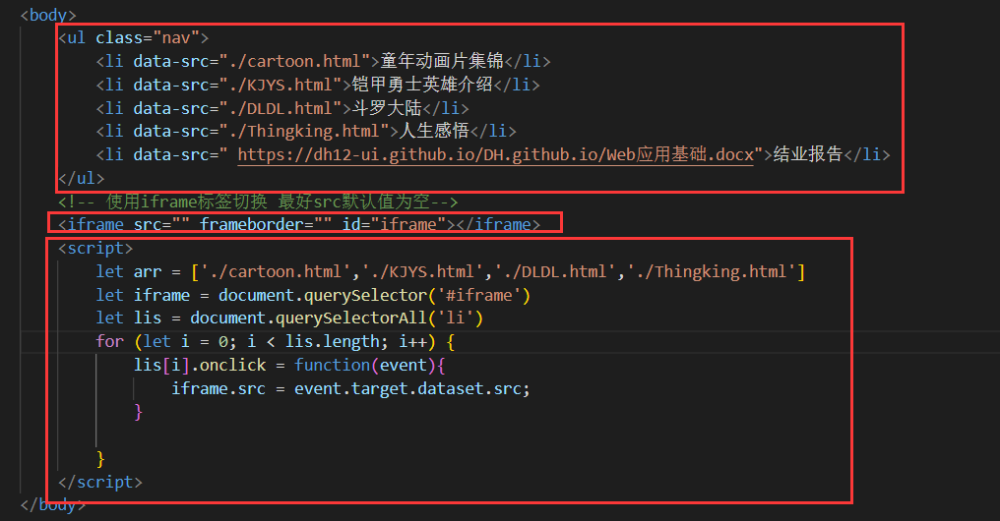 <body>
<ul class="nav">
<li data-src="./cartoon.html">童年动画片集锦</li>
<li data-src="./KJYS.html">铠甲勇士英雄介绍</li>
<li data-src="./DLDL.html">斗罗大陆</li>
<li data-src="./Thingking.html">人生感悟</li>
<li data-src=" https://dh12-ui.github.io/DH.github.io/Web应用基础.docx">结业报告</li>
</ul>
<!-- 使用iframe标签切换 最好src默认值为空-->
<iframe src="" frameborder="" id="iframe"></iframe>
<script>
let arr = ['./cartoon.html','./KJYS.html','./DLDL.html','./Thingking.html']
let iframe = document.querySelector('#iframe')
let lis = document.querySelectorAll('li')
for (let i = 0; i < lis.length; i++) {
lis[i].onclick = function(event){
iframe.src = event.target.dataset.src;
}
}
</script>
</body>